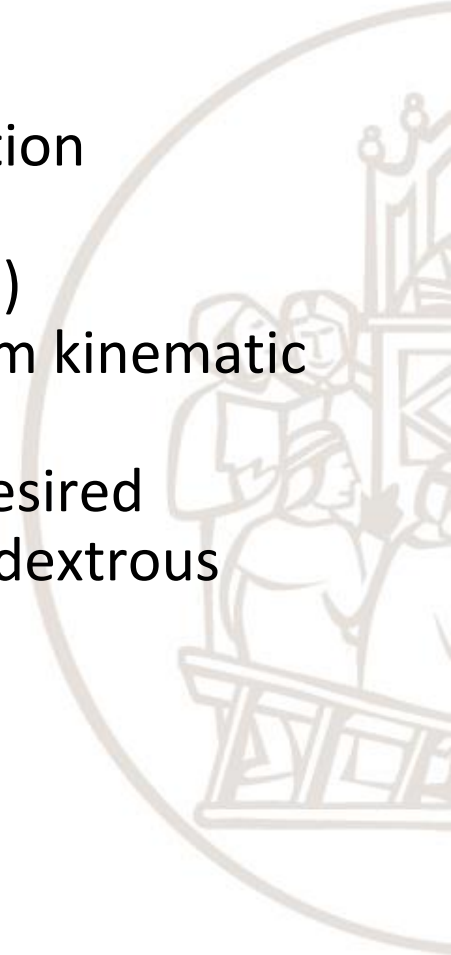 tion
)
m kinematic
esired
dextrous